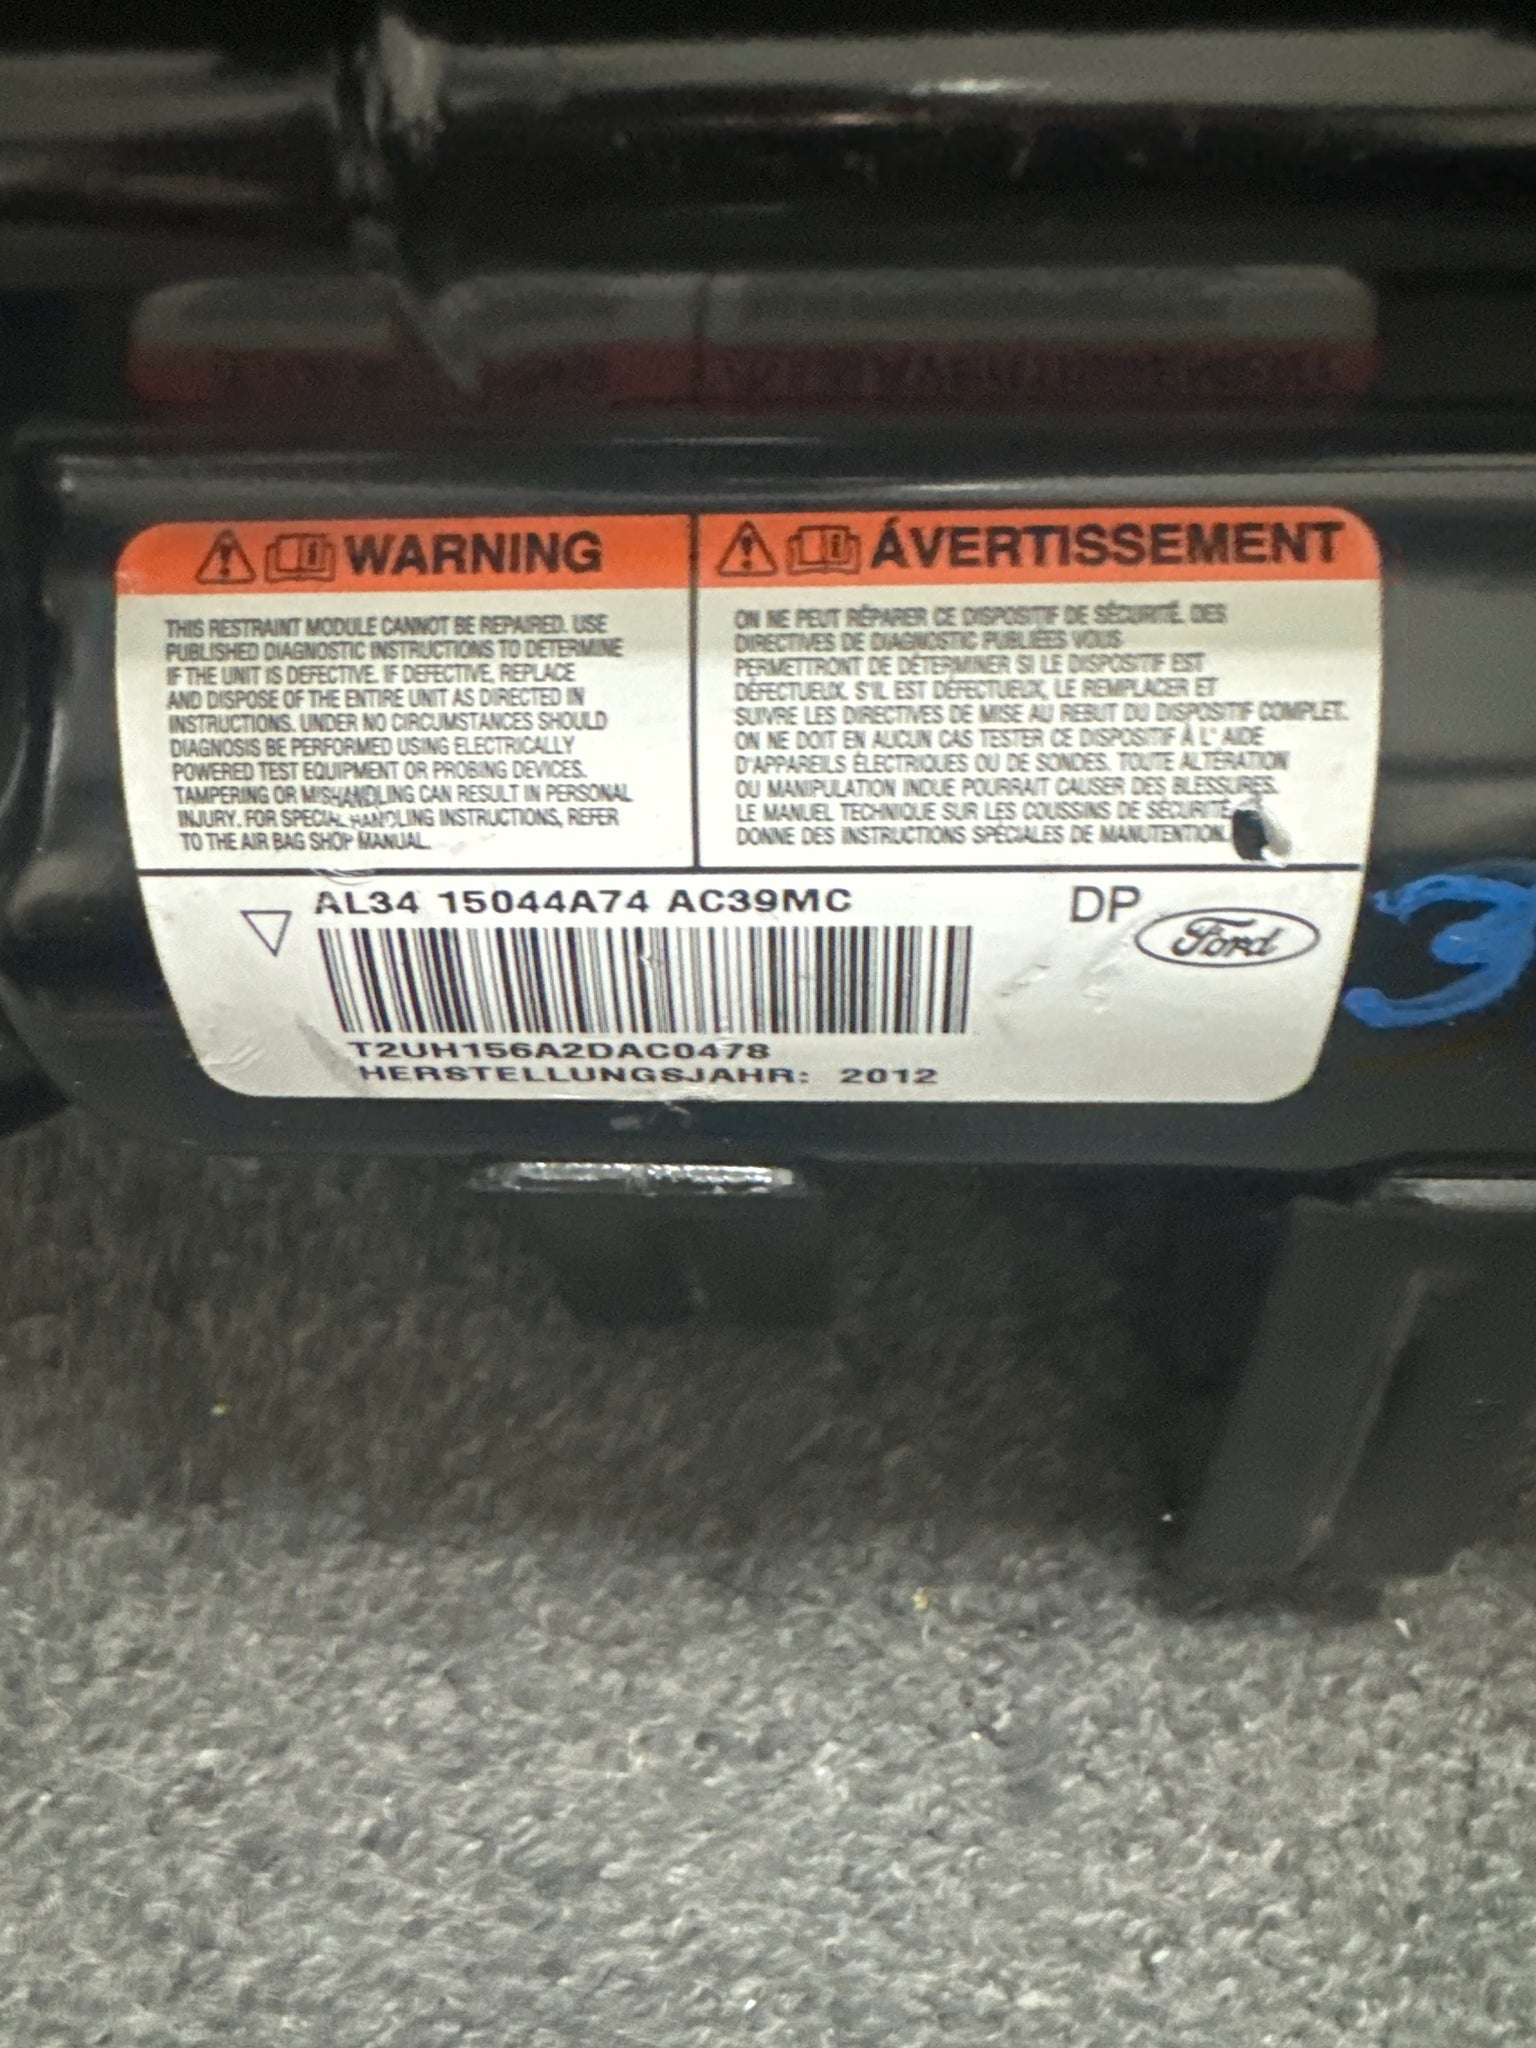 WARNING
THIS RESTRAINT MODULE CANNOT BE REPAIRED. USE
PUBLISHED DIAGNOSTIC INSTRUCTIONS TO DETERMINE
IF THE UNIT IS DEFECTIVE. IF DEFECTIVE, REPLACE
AND DISPOSE OF THE ENTIRE UNIT AS DIRECTED IN
INSTRUCTIONS. UNDER NO CIRCUMSTANCES SHOULD
DIAGNOSIS BE PERFORMED USING ELECTRICALLY
POWERED TEST EQUIPMENT OR PROBING DEVICES.
TAMPERING OR MISHANDLING CAN RESULT IN PERSONAL
INJURY. FOR SPECIAL HANDLING INSTRUCTIONS, REFER
TO THE AIR BAG SHOP MANUAL.
ÁVERTISSEMENT
ON NE PEUT RÉPARER CE DISPOSITIF DE SÉCURITÉ. DES
DIRECTIVES DE DIAGNOSTIC PUBLIÉES VOUS
PERMETTRONT DE DÉTERMINER SI LE DISPOSITIF EST
DÉFECTUEUX. S'IL EST DÉFECTUEUX, LE REMPLACER ET
SUIVRE LES DIRECTIVES DE MISE AU REBUT DU DISPOSITIF COMPLET.
ON NE DOIT EN AUCUN CAS TESTER CE DISPOSITIF À L' AIDE
D'APPAREILS ÉLECTRIQUES OU DE SONDES. TOUTE ALTÉRATION
OU MANIPULATION INDUE POURRAIT CAUSER DES BLESSURES.
LE MANUEL TECHNIQUE SUR LES COUSSINS DE SÉCURITÉ
DONNE DES INSTRUCTIONS SPÉCIALES DE MANUTENTION.
AL34 15044A74 AC39MC
DP
Ford
T2UH156A2DAC0478
HERSTELLUNGSJAHR: 2012